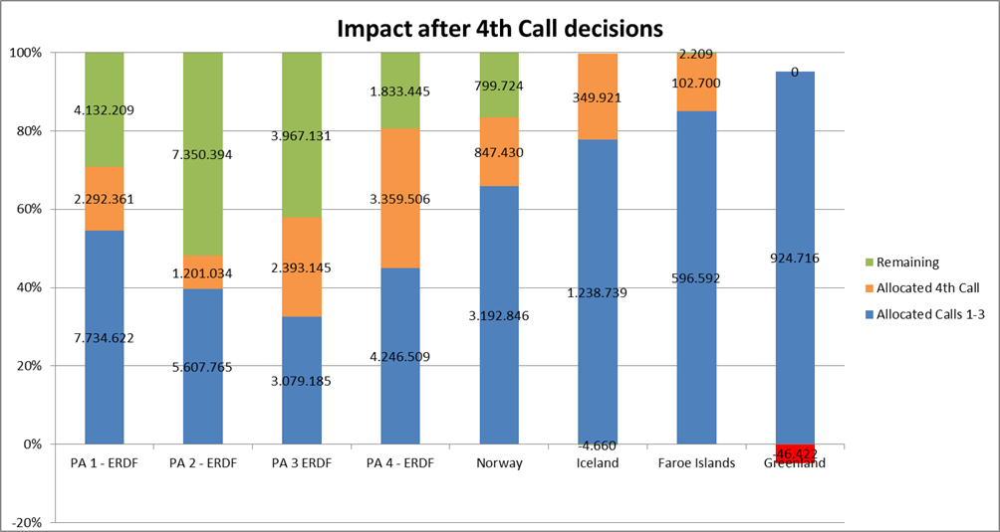 Impact after 4th Call decisions
100%
80%
60%
40%
20%
0%
-20%
4.132.209
2.292.361
7.734.622
7.350.394
1.201.034
5.607.765
3.967.131
2.393.145
3.079.185
1.833.445
3.359.506
4.246.509
799.724
847.430
3.192.846
349.921
1.238.739
-4.660
2.209
102.700
596.592
0
924.716
-46.422
PA 1 - ERDF
PA 2 - ERDF
PA 3 ERDF
PA 4 - ERDF
Norway
Iceland
Faroe Islands
Greenland
Remaining
Allocated 4th Call
Allocated Calls 1-3